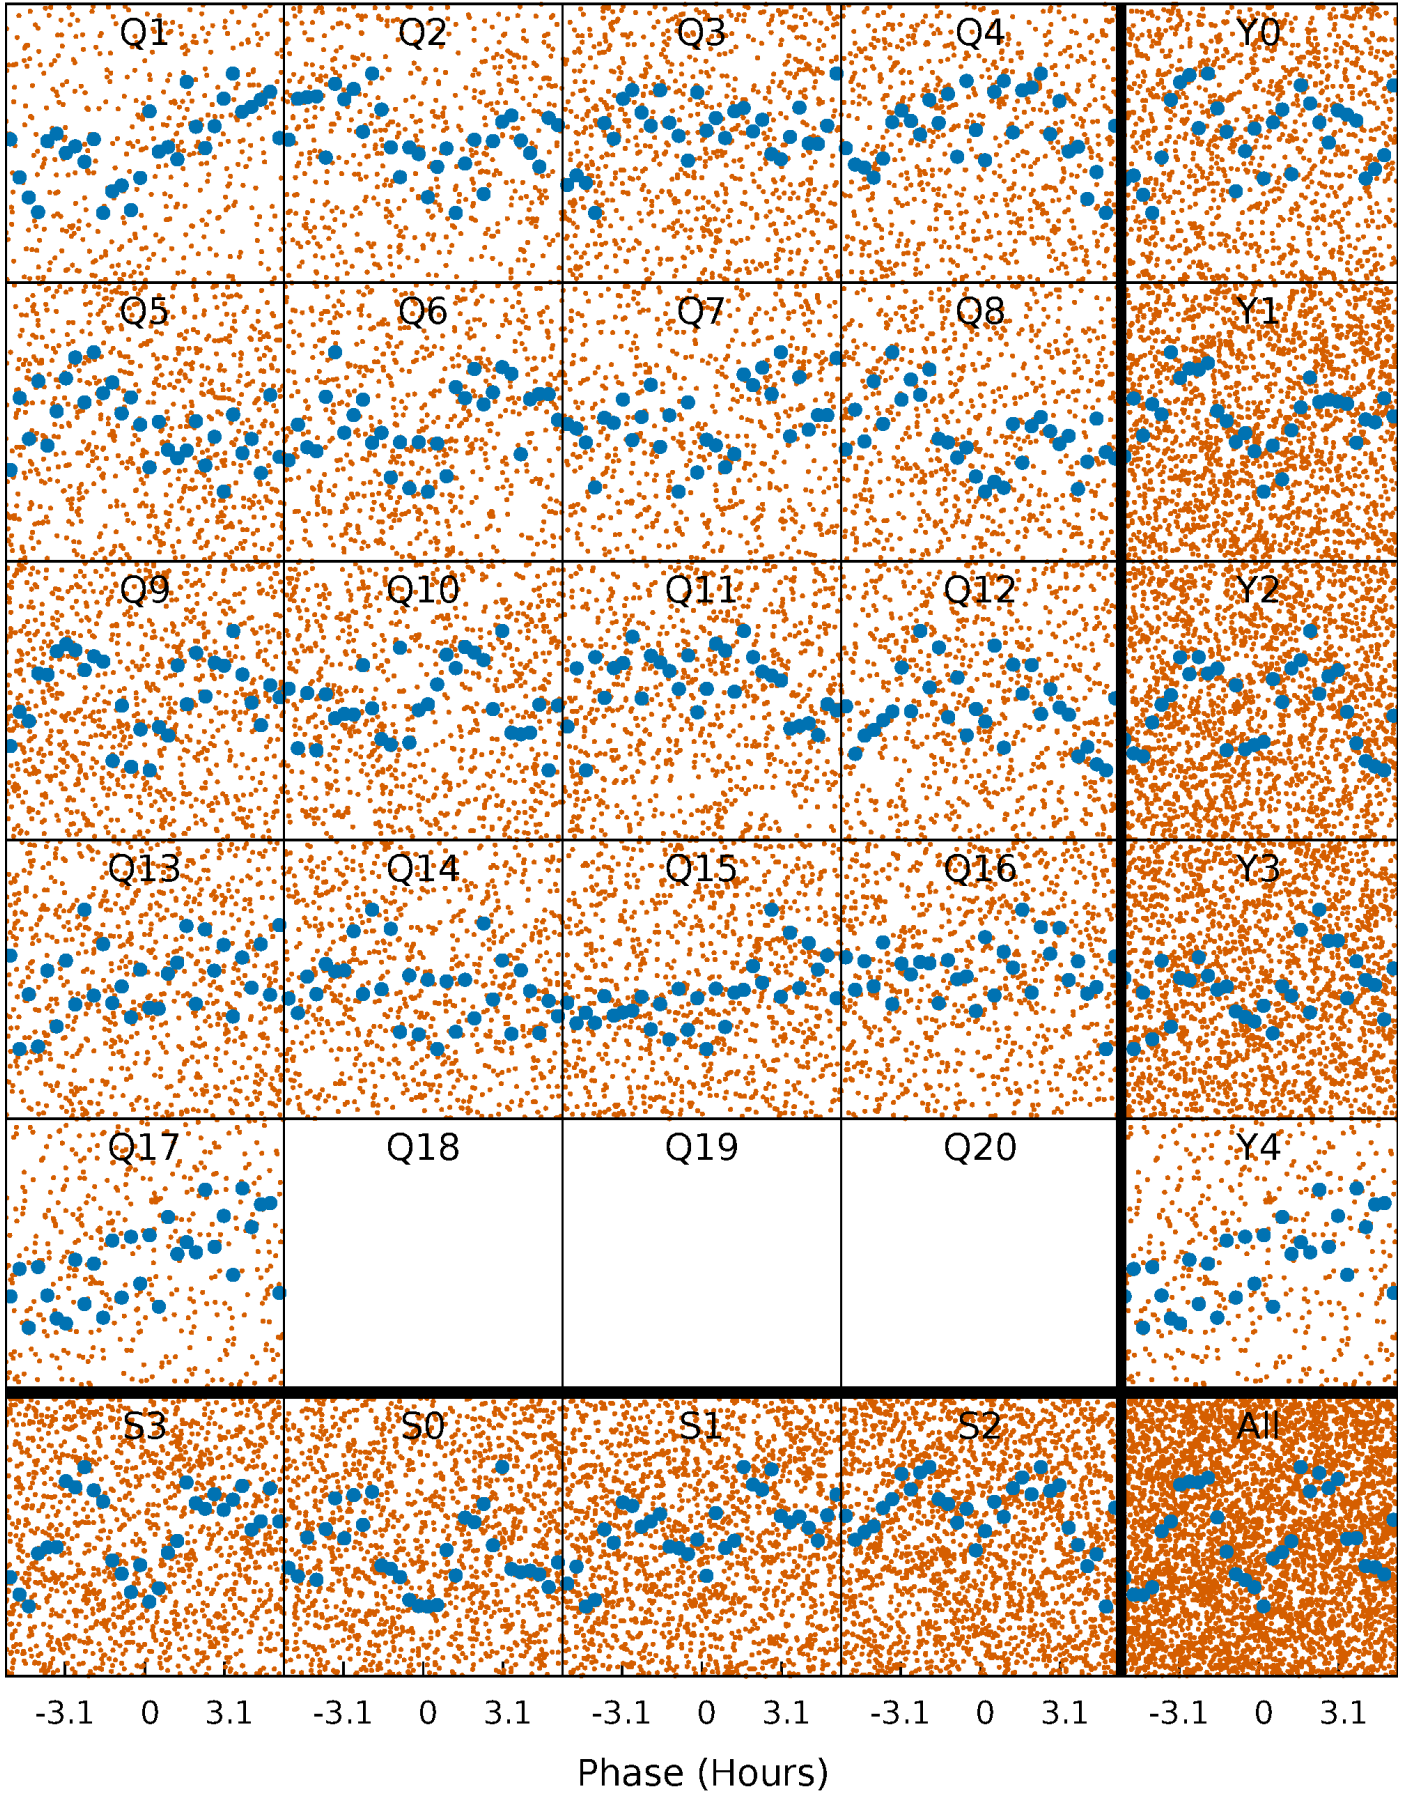 Q1 Q2 Q3 Q4 Y0
Q5 Q6 Q7 Q8 Y1
Q9 Q10 Q11 Q12 Y2
Q13 Q14 Q15 Q16 Y3
Q17 Q18 Q19 Q20 Y4
S3 S0 S1 S2 All
-3.1 0 3.1 -3.1 0 3.1 -3.1 0 3.1 -3.1 0 3.1 -3.1 0 3.1
Phase (Hours)